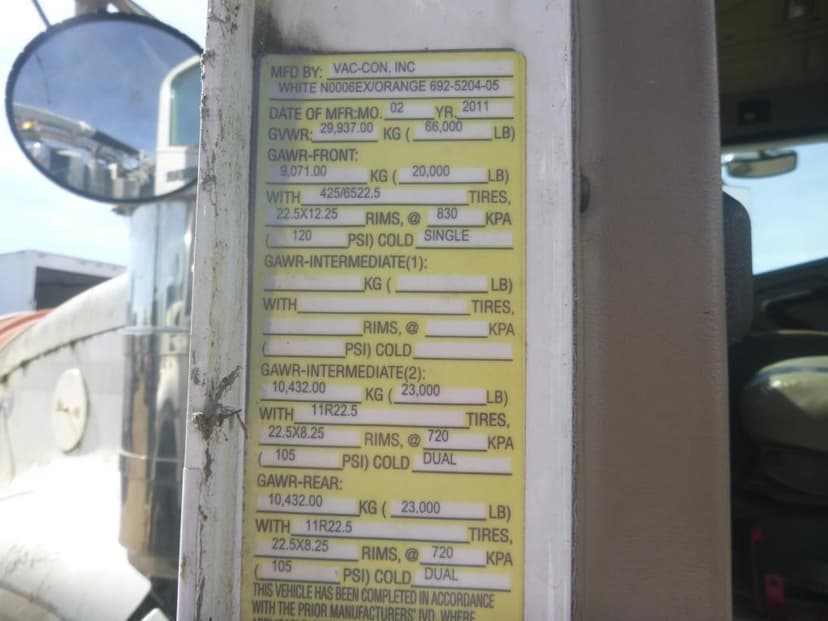 MFD BY: VAC-CON. INC
WHITE N0006EX/ORANGE 692-5204-05
DATE OF MFR:MO. 02 YR. 2011
GVWR: 29,937.00 KG ( 66,000 LB)
GAWR-FRONT:
9,071.00 KG ( 20,000 LB)
WITH 425/6522.5 TIRES,
22.5X12.25 RIMS, @ 830 KPA
( 120 PSI) COLD SINGLE
GAWR-INTERMEDIATE(1):
KG ( LB)
WITH TIRES,
RIMS, @ KPA
( PSI) COLD
GAWR-INTERMEDIATE(2):
10,432.00 KG ( 23,000 LB)
WITH 11R22.5 TIRES,
22.5X8.25 RIMS, @ 720 KPA
( 105 PSI) COLD DUAL
GAWR-REAR:
10,432.00 KG ( 23,000 LB)
WITH 11R22.5 TIRES,
22.5X8.25 RIMS, @ 720 KPA
( 105 PSI) COLD DUAL
THIS VEHICLE HAS BEEN COMPLETED IN ACCORDANCE
WITH THE PRIOR MANUFACTURERS' IVD, WHERE